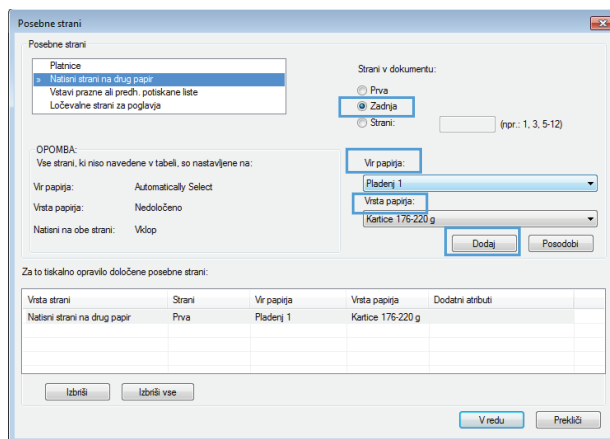 Posebne strani
Posebne strani
Platnice
» Natisni strani na drug papir
Vstavi prazne ali predh. potiskane liste
Ločevalne strani za poglavja
Strani v dokumentu:
Prva
Zadnja
Strani:
(npr.: 1, 3, 5-12)
OPOMBA:
Vse strani, ki niso navedene v tabeli, so nastavljene na:
Vir papirja: Automatically Select
Vrsta papirja: Nedoločeno
Natisni na obe strani: Vklop
Vir papirja:
Pladenj 1
Vrsta papirja:
Kartice 176-220 g
Dodaj Posodobi
Za to tiskalno opravilo določene posebne strani:
Vrsta strani Strani Vir papirja Vrsta papirja Dodatni atributi
Natisni strani na drug papir Prva Pladenj 1 Kartice 176-220 g
Izbriši Izbriši vse
V redu Prekliči